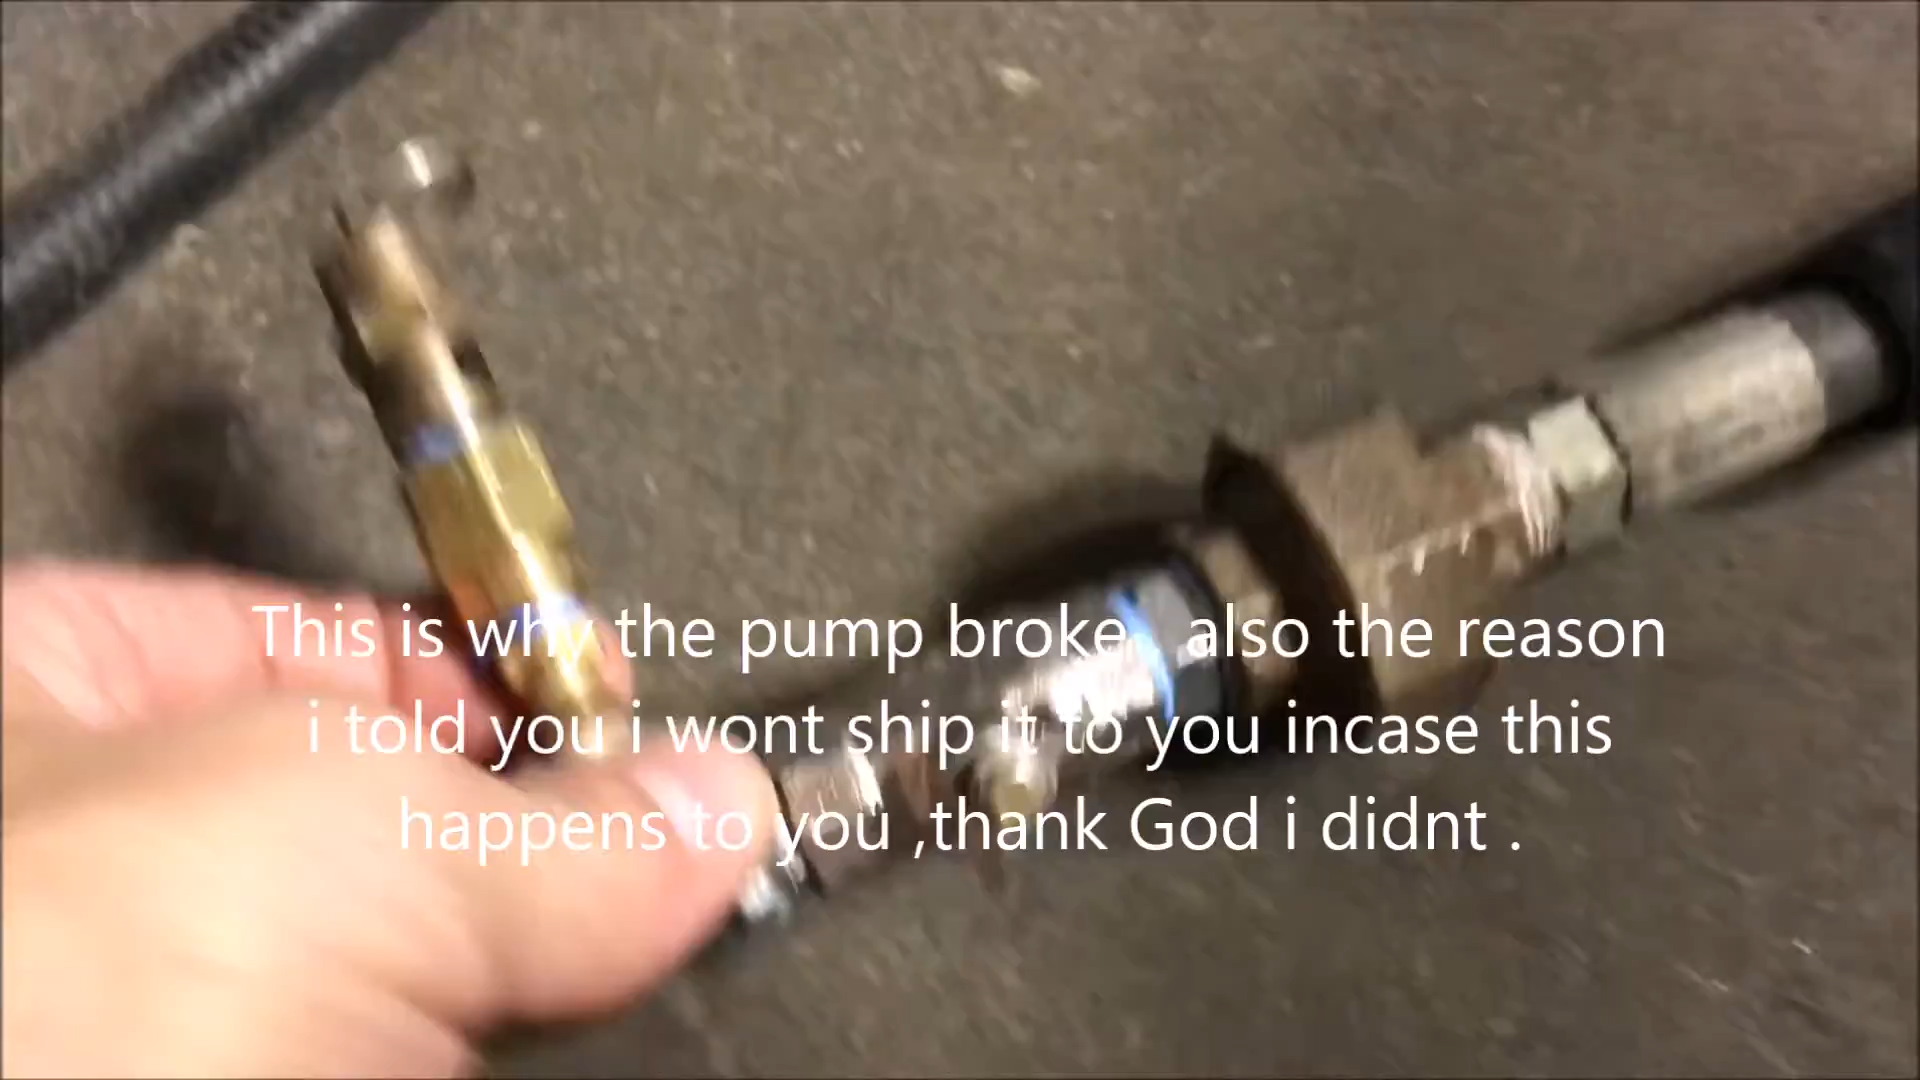 This is why the pump broke , also the reason
i told you i wont ship it to you incase this
happens to you ,thank God i didnt .